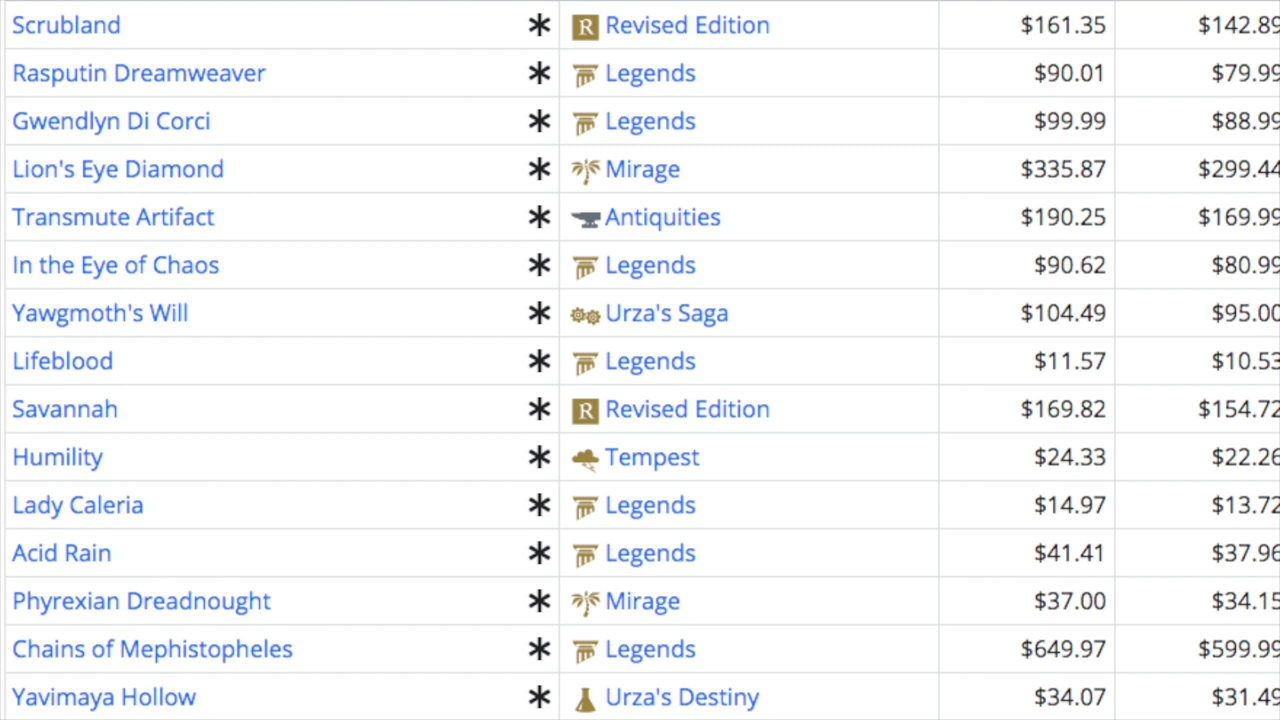 Scrubland * R Revised Edition $161.35 $142.89
Rasputin Dreamweaver * Legends $90.01 $79.99
Gwendlyn Di Corci * Legends $99.99 $88.99
Lion's Eye Diamond * Mirage $335.87 $299.44
Transmute Artifact * Antiquities $190.25 $169.99
In the Eye of Chaos * Legends $90.62 $80.99
Yawgmoth's Will * Urza's Saga $104.49 $95.00
Lifeblood * Legends $11.57 $10.53
Savannah * R Revised Edition $169.82 $154.72
Humility * Tempest $24.33 $22.26
Lady Caleria * Legends $14.97 $13.72
Acid Rain * Legends $41.41 $37.96
Phyrexian Dreadnought * Mirage $37.00 $34.15
Chains of Mephistopheles * Legends $649.97 $599.99
Yavimaya Hollow * Urza's Destiny $34.07 $31.49